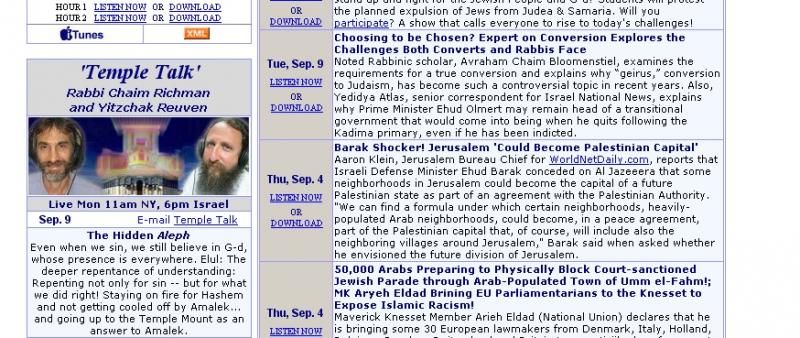 HOUR 1 LISTEN NOW OR DOWNLOAD
HOUR 2 LISTEN NOW OR DOWNLOAD
iTunes XML
'Temple Talk'
Rabbi Chaim Richman
and Yitzchak Reuven
Live Mon 11am NY, 6pm Israel
Sep. 9 E-mail Temple Talk
The Hidden Aleph
Even when we sin, we still believe in G-d,
whose presence is everywhere. Elul: The
deeper repentance of understanding:
Repenting not only for sin -- but for what
we did right! Staying on fire for Hashem
and not getting cooled off by Amalek...
and going up to the Temple Mount as an
answer to Amalek.
OR
DOWNLOAD
the planned expulsion of Jews from Judea & Samaria. Will you
participate? A show that calls everyone to rise to today's challenges!
Tue, Sep. 9
LISTEN NOW
OR
DOWNLOAD
Choosing to be Chosen? Expert on Conversion Explores the
Challenges Both Converts and Rabbis Face
Noted Rabbinic scholar, Avraham Chaim Bloomenstiel, examines the
requirements for a true conversion and explains why “geirus,” conversion
to Judaism, has become such a controversial topic in recent years. Also,
Yedidya Atlas, senior correspondent for Israel National News, explains
why Prime Minister Ehud Olmert may remain head of a transitional
government that would come into being when he quits following the
Kadima primary, even if he has been indicted.
Thu, Sep. 4
LISTEN NOW
OR
DOWNLOAD
Barak Shocker! Jerusalem 'Could Become Palestinian Capital'
Aaron Klein, Jerusalem Bureau Chief for WorldNetDaily.com, reports that
Israeli Defense Minister Ehud Barak conceded on Al Jazeeera that some
neighborhoods in Jerusalem could become the capital of a future
Palestinian state as part of an agreement with the Palestinian Authority.
"We can find a formula under which certain neighborhoods, heavily-
populated Arab neighborhoods, could become, in a peace agreement,
part of the Palestinian capital that, of course, will include also the
neighboring villages around Jerusalem," Barak said when asked whether
he envisioned the future division of Jerusalem.
Thu, Sep. 4
LISTEN NOW
50,000 Arabs Preparing to Physically Block Court-sanctioned
Jewish Parade through Arab-Populated Town of Umm el-Fahm!;
MK Aryeh Eldad Brining EU Parliamentarians to the Knesset to
Expose Islamic Racism!
Maverick Knesset Member Arieh Eldad (National Union) declares that he
is bringing some 30 European lawmakers from Denmark, Italy, Holland,